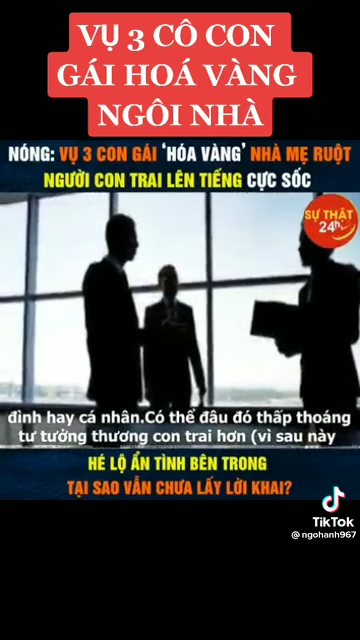 VỤ 3 CÔ CON
GÁI HOÁ VÀNG
NGÔI NHÀ
NÓNG: VỤ 3 CON GÁI ‘HÓA VÀNG’ NHÀ MẸ RUỘT
NGƯỜI CON TRAI LÊN TIẾNG CỰC SỐC
SỰ THẬT
24h
đình hay cá nhân.Có thể đâu đó thấp thoáng
tư tưởng thương con trai hơn (vì sau này
HÉ LỘ ẨN TÌNH BÊN TRONG
TẠI SAO VẪN CHƯA LẤY LỜI KHAI?
TikTok
@ngohanh967